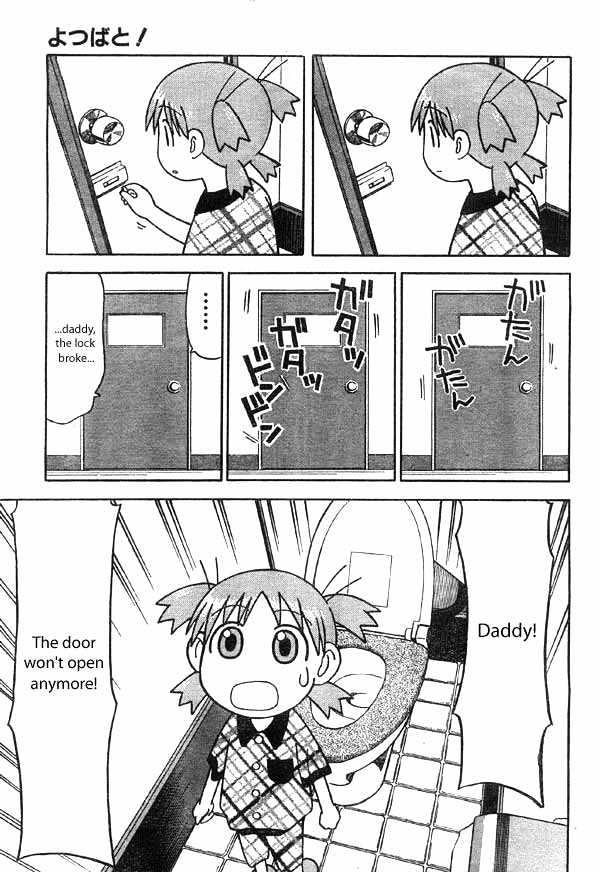 よつばと!
がたん
がたん
ガタッ
ガタッ
ドンドン
......
...daddy,
the lock
broke...
Daddy!
The door
won't open
anymore!